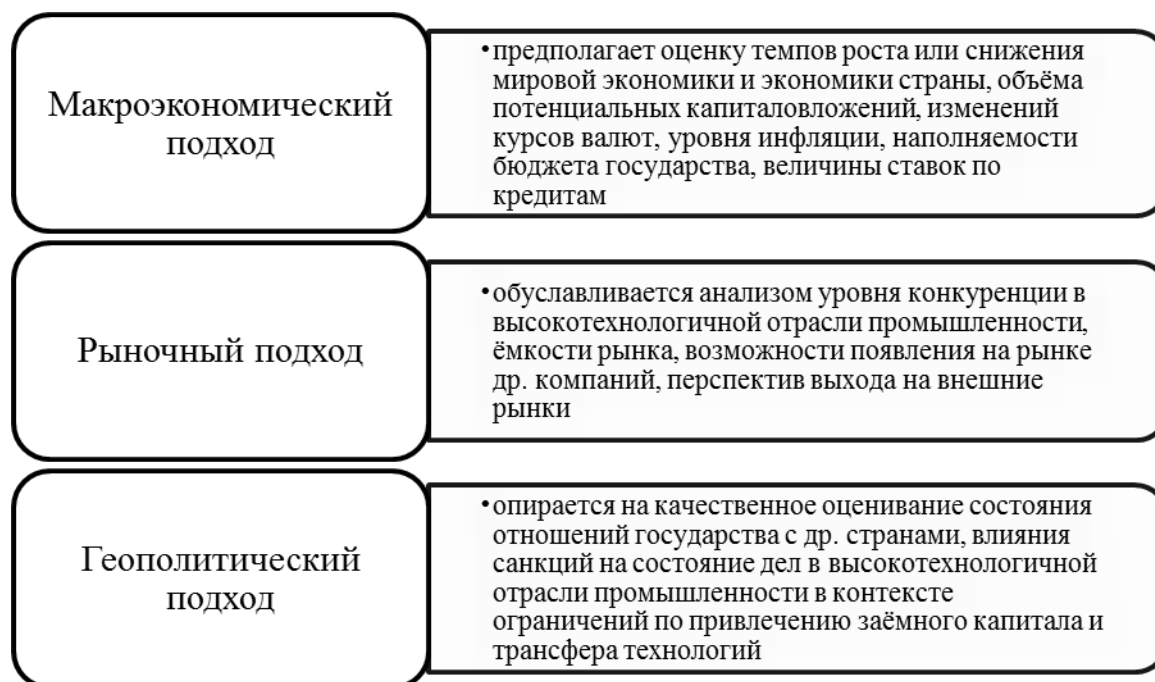 Макроэкономический
подход
•предполагает оценку темпов роста или снижения
мировой экономики и экономики страны, объёма
потенциальных капиталовложений, изменений
курсов валют, уровня инфляции, наполняемости
бюджета государства, величины ставок по
кредитам
Рыночный подход
•обуславливается анализом уровня конкуренции в
высокотехнологичной отрасли промышленности,
ёмкости рынка, возможности появления на рынке
др. компаний, перспектив выхода на внешние
рынки
Геополитический
подход
•опирается на качественное оценивание состояния
отношений государства с др. странами, влияния
санкций на состояние дел в высокотехнологичной
отрасли промышленности в контексте
ограничений по привлечению заёмного капитала и
трансфера технологий